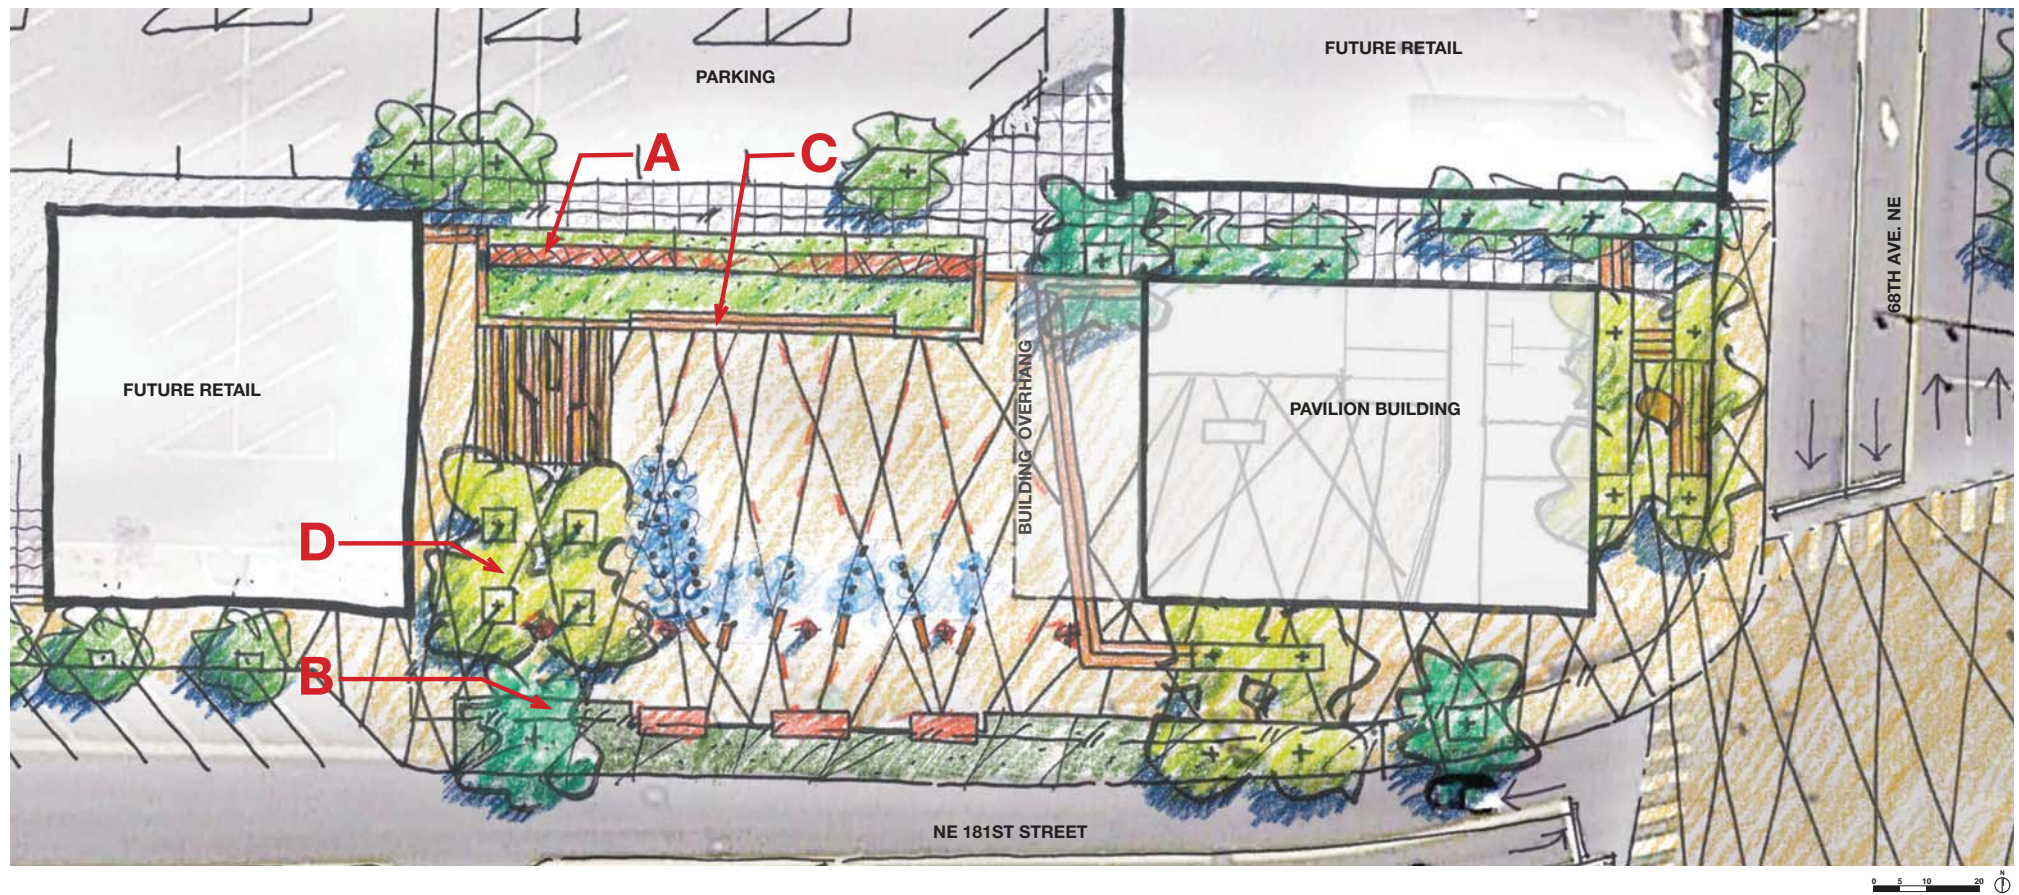 FUTURE RETAIL
PARKING
A
C
68TH AVE. NE
FUTURE RETAIL
BUILDING OVERHANG
PAVILION BUILDING
D
B
NE 181ST STREET
0 5 10 20
N